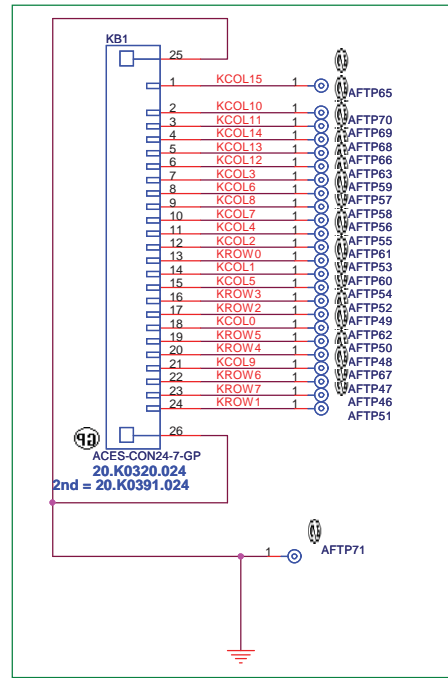 KB1
25
1 KCOL15 1 AFTP65
2 KCOL10 1 AFTP70
3 KCOL11 1 AFTP69
4 KCOL14 1 AFTP68
5 KCOL13 1 AFTP66
6 KCOL12 1 AFTP63
7 KCOL3 1 AFTP59
8 KCOL6 1 AFTP57
9 KCOL8 1 AFTP58
10 KCOL7 1 AFTP56
11 KCOL4 1 AFTP55
12 KCOL2 1 AFTP61
13 KROW0 1 AFTP53
14 KCOL1 1 AFTP60
15 KCOL5 1 AFTP54
16 KROW3 1 AFTP52
17 KROW2 1 AFTP49
18 KCOL0 1 AFTP62
19 KROW5 1 AFTP50
20 KROW4 1 AFTP48
21 KCOL9 1 AFTP67
22 KROW6 1 AFTP47
23 KROW7 1 AFTP46
24 KROW1 1 AFTP51
26
GP
ACES-CON24-7-GP
20.K0320.024
2nd = 20.K0391.024
1 AFTP71